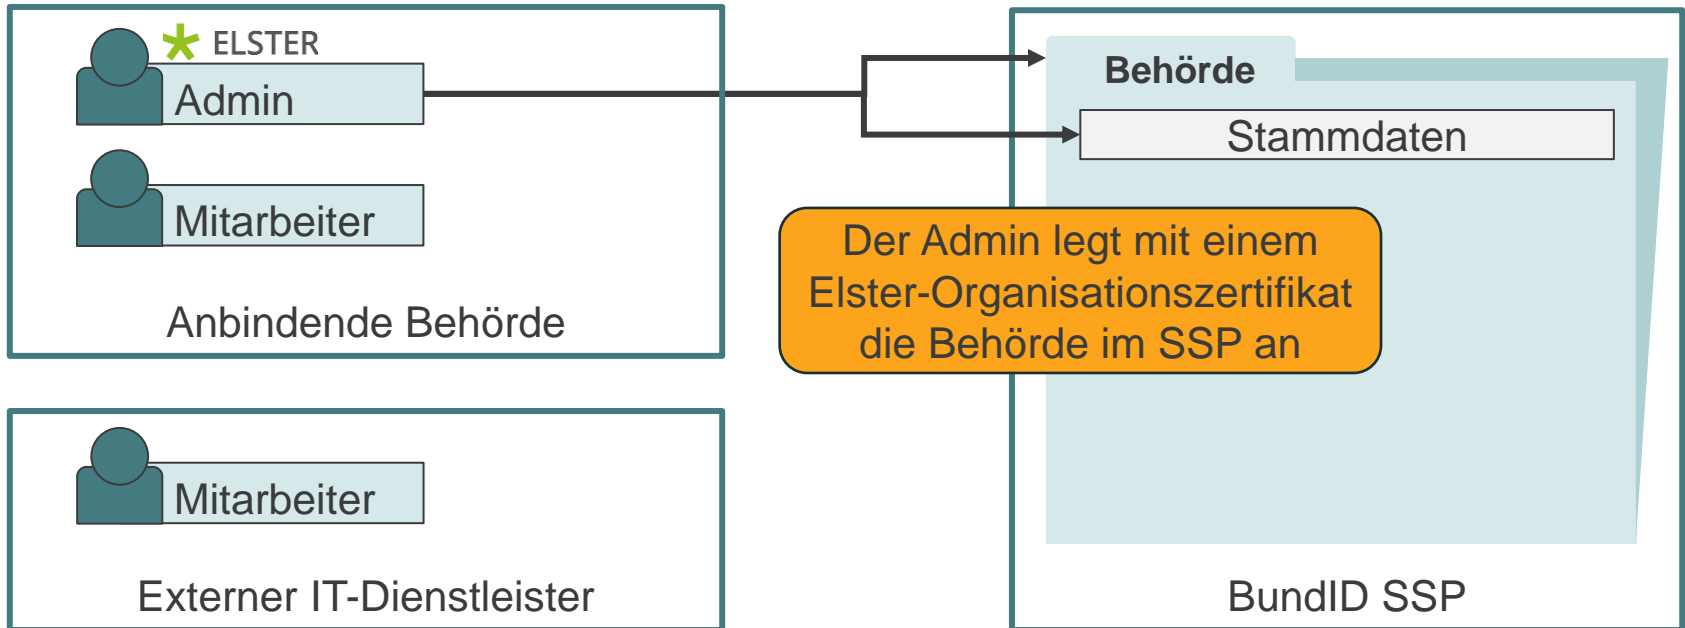 ELSTER
Admin
Mitarbeiter
Anbindende Behörde
Behörde
Stammdaten
Der Admin legt mit einem
Elster-Organisationszertifikat
die Behörde im SSP an
Mitarbeiter
Externer IT-Dienstleister
BundID SSP